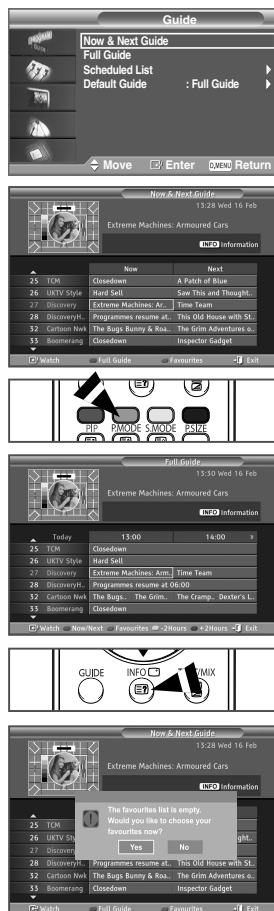 Guide
Now & Next Guide
Full Guide
Scheduled List
Default Guide : Full Guide
Move Enter D.MENU Return
Now & Next Guide
13:28 Wed 16 Feb
Extreme Machines: Armoured Cars
INFO Information
Now Next
25 TCM Closedown A Patch of Blue
26 UKTV Style Hard Sell Saw This and Thought..
27 Discovery Extreme Machines: Ar.. Time Team
28 DiscoveryH.. Programmes resume at.. This Old House with St..
32 Cartoon Nwk The Bugs Bunny & Roa.. The Grim Adventures o..
33 Boomerang Closedown Inspector Gadget
Watch Full Guide Favourites Exit
PIP P.MODE S.MODE P.SIZE
Full Guide
13:30 Wed 16 Feb
Extreme Machines: Armoured Cars
INFO Information
Today 13:00 14:00
25 TCM Closedown
26 UKTV Style Hard Sell
27 Discovery Extreme Machines: Arm.. Time Team
28 DiscoveryH.. Programmes resume at 06:00
32 Cartoon Nwk The Bugs.. The Grim.. The Cramp.. Dexter's L..
33 Boomerang Closedown
Watch Now/Next Favourites -2Hours +2Hours Exit
GUIDE INFO /MIX
Now & Next Guide
13:28 Wed 16 Feb
Extreme Machines: Armoured Cars
INFO Information
The favourites list is empty.
Would you like to choose your
favourites now?
Yes No
25 TCM
26 UKTV Sty ght..
27 Discover
28 DiscoveryH.. Programmes resume at.. This Old House with St..
32 Cartoon Nwk The Bugs Bunny & Roa.. The Grim Adventures o..
33 Boomerang Closedown Inspector Gadget
Watch Full Guide Favourites Exit